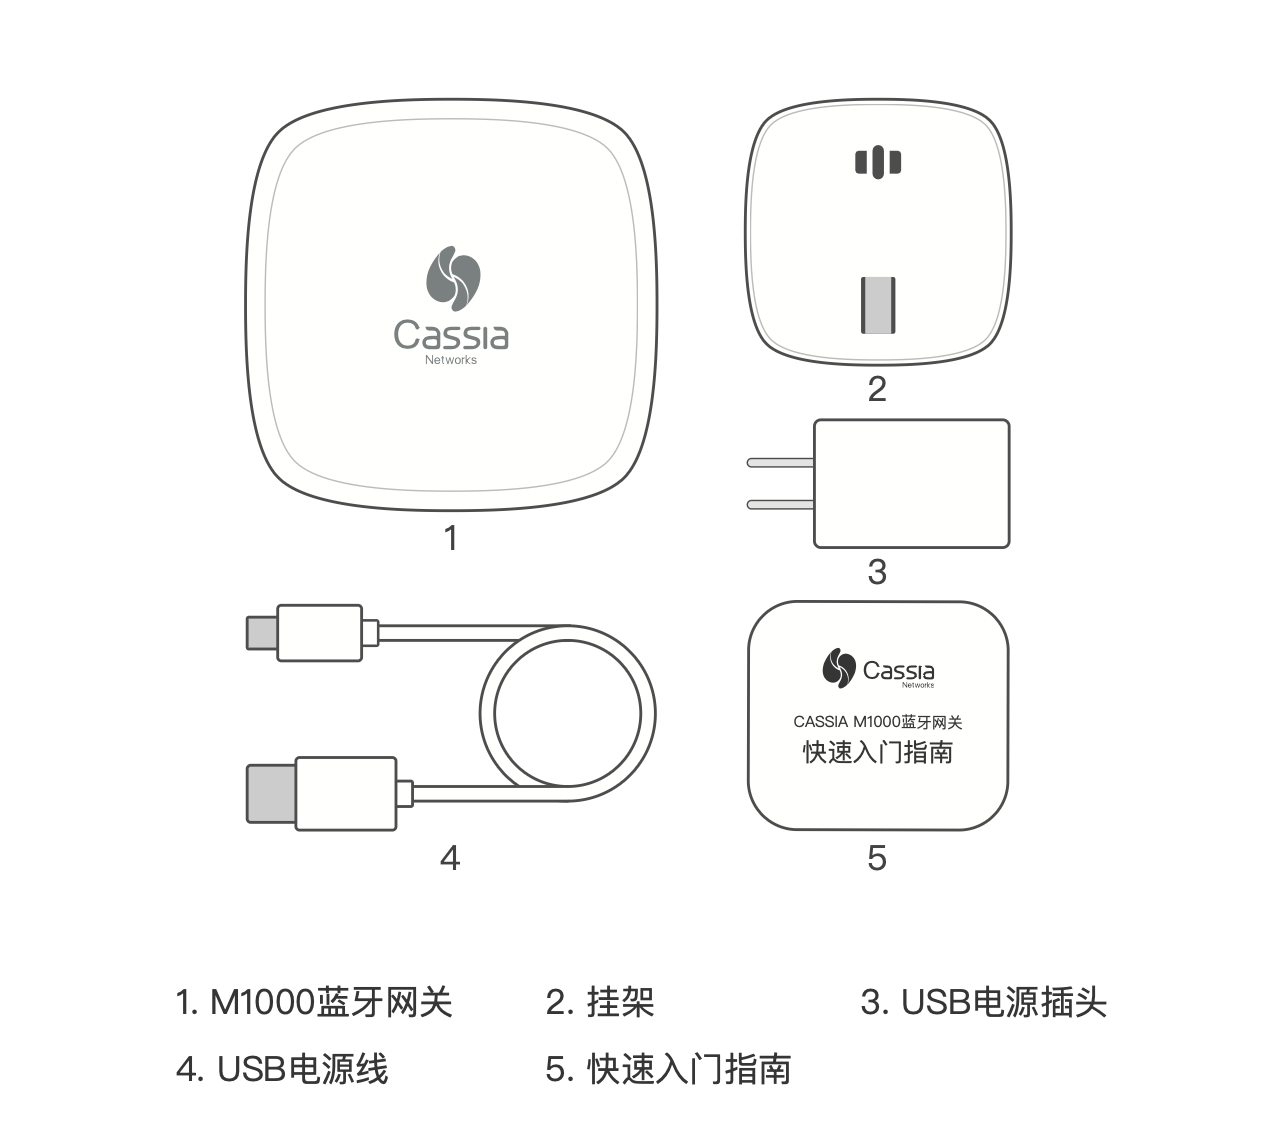 Cassia
Networks
1
2
3
4
Cassia
Networks
CASSIA M1000蓝牙网关
快速入门指南
5
1. M1000蓝牙网关
2. 挂架
3. USB电源插头
4. USB电源线
5. 快速入门指南